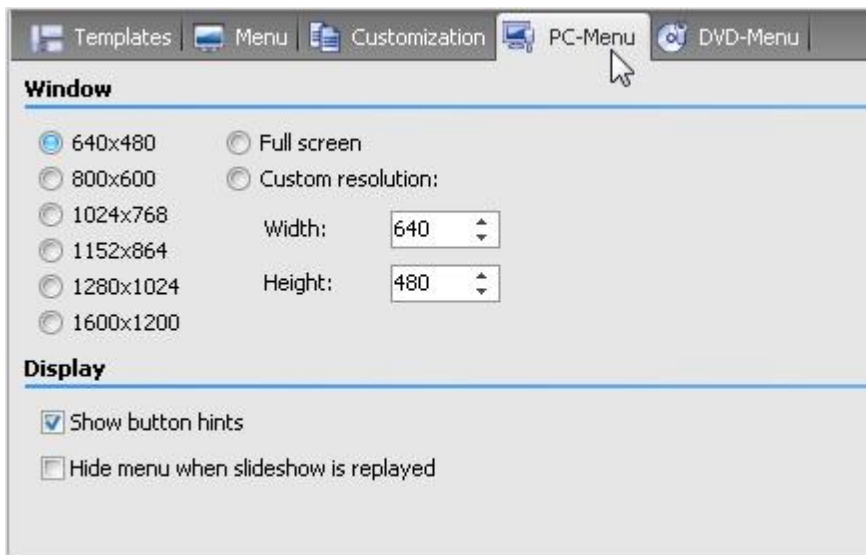 Templates Menu Customization PC-Menu DVD-Menu
Window
640x480 Full screen
800x600 Custom resolution:
1024x768 Width: 640
1152x864
1280x1024 Height: 480
1600x1200
Display
Show button hints
Hide menu when slideshow is replayed